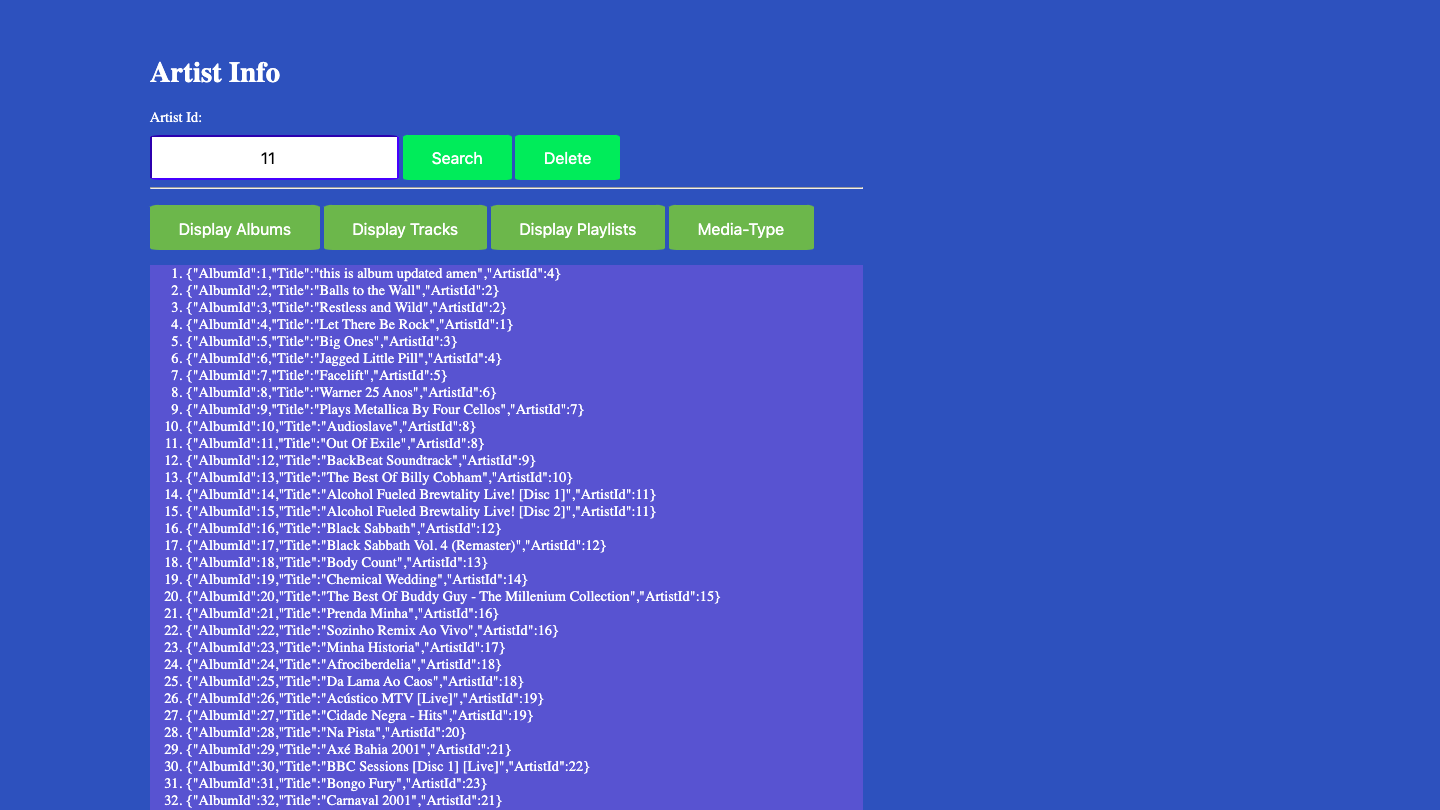 Artist Info
Artist Id:
11 Search Delete
Display Albums Display Tracks Display Playlists Media-Type
1. {"AlbumId":1,"Title":"this is album updated amen","ArtistId":4}
2. {"AlbumId":2,"Title":"Balls to the Wall","ArtistId":2}
3. {"AlbumId":3,"Title":"Restless and Wild","ArtistId":2}
4. {"AlbumId":4,"Title":"Let There Be Rock","ArtistId":1}
5. {"AlbumId":5,"Title":"Big Ones","ArtistId":3}
6. {"AlbumId":6,"Title":"Jagged Little Pill","ArtistId":4}
7. {"AlbumId":7,"Title":"Facelift","ArtistId":5}
8. {"AlbumId":8,"Title":"Warner 25 Anos","ArtistId":6}
9. {"AlbumId":9,"Title":"Plays Metallica By Four Cellos","ArtistId":7}
10. {"AlbumId":10,"Title":"Audioslave","ArtistId":8}
11. {"AlbumId":11,"Title":"Out Of Exile","ArtistId":8}
12. {"AlbumId":12,"Title":"BackBeat Soundtrack","ArtistId":9}
13. {"AlbumId":13,"Title":"The Best Of Billy Cobham","ArtistId":10}
14. {"AlbumId":14,"Title":"Alcohol Fueled Brewtality Live! [Disc 1]","ArtistId":11}
15. {"AlbumId":15,"Title":"Alcohol Fueled Brewtality Live! [Disc 2]","ArtistId":11}
16. {"AlbumId":16,"Title":"Black Sabbath","ArtistId":12}
17. {"AlbumId":17,"Title":"Black Sabbath Vol. 4 (Remaster)","ArtistId":12}
18. {"AlbumId":18,"Title":"Body Count","ArtistId":13}
19. {"AlbumId":19,"Title":"Chemical Wedding","ArtistId":14}
20. {"AlbumId":20,"Title":"The Best Of Buddy Guy - The Millenium Collection","ArtistId":15}
21. {"AlbumId":21,"Title":"Prenda Minha","ArtistId":16}
22. {"AlbumId":22,"Title":"Sozinho Remix Ao Vivo","ArtistId":16}
23. {"AlbumId":23,"Title":"Minha Historia","ArtistId":17}
24. {"AlbumId":24,"Title":"Afrociberdelia","ArtistId":18}
25. {"AlbumId":25,"Title":"Da Lama Ao Caos","ArtistId":18}
26. {"AlbumId":26,"Title":"Acústico MTV [Live]","ArtistId":19}
27. {"AlbumId":27,"Title":"Cidade Negra - Hits","ArtistId":19}
28. {"AlbumId":28,"Title":"Na Pista","ArtistId":20}
29. {"AlbumId":29,"Title":"Axé Bahia 2001","ArtistId":21}
30. {"AlbumId":30,"Title":"BBC Sessions [Disc 1] [Live]","ArtistId":22}
31. {"AlbumId":31,"Title":"Bongo Fury","ArtistId":23}
32. {"AlbumId":32,"Title":"Carnaval 2001","ArtistId":21}